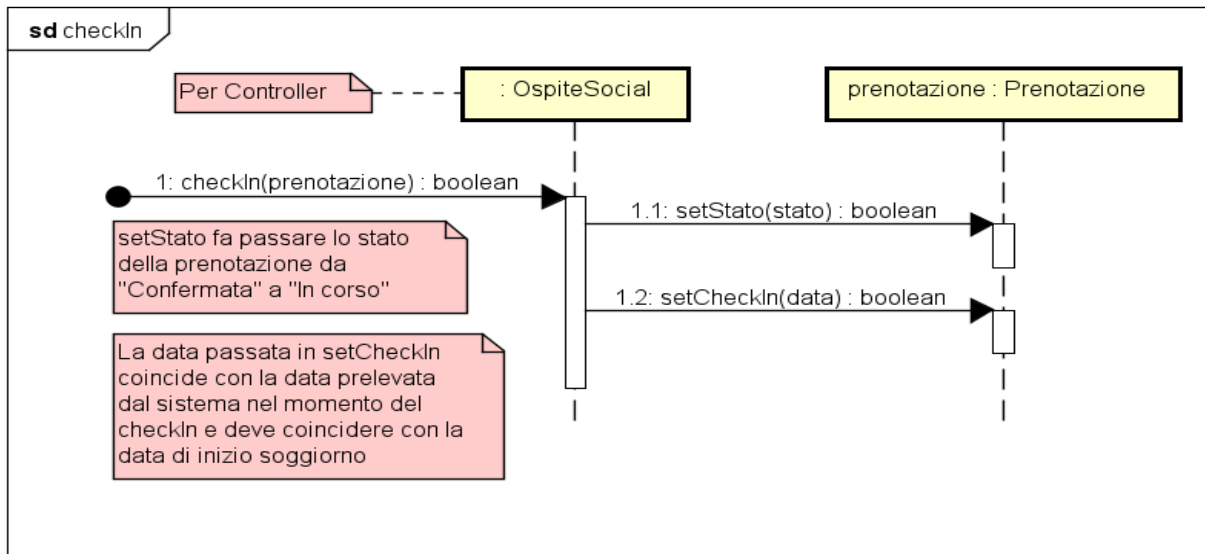 sd checkIn
Per Controller
: OspiteSocial
prenotazione : Prenotazione
1: checkIn(prenotazione) : boolean
1.1: setStato(stato) : boolean
setStato fa passare lo stato
della prenotazione da
"Confermata" a "In corso"
1.2: setCheckIn(data) : boolean
La data passata in setCheckIn
coincide con la data prelevata
dal sistema nel momento del
checkIn e deve coincidere con la
data di inizio soggiorno